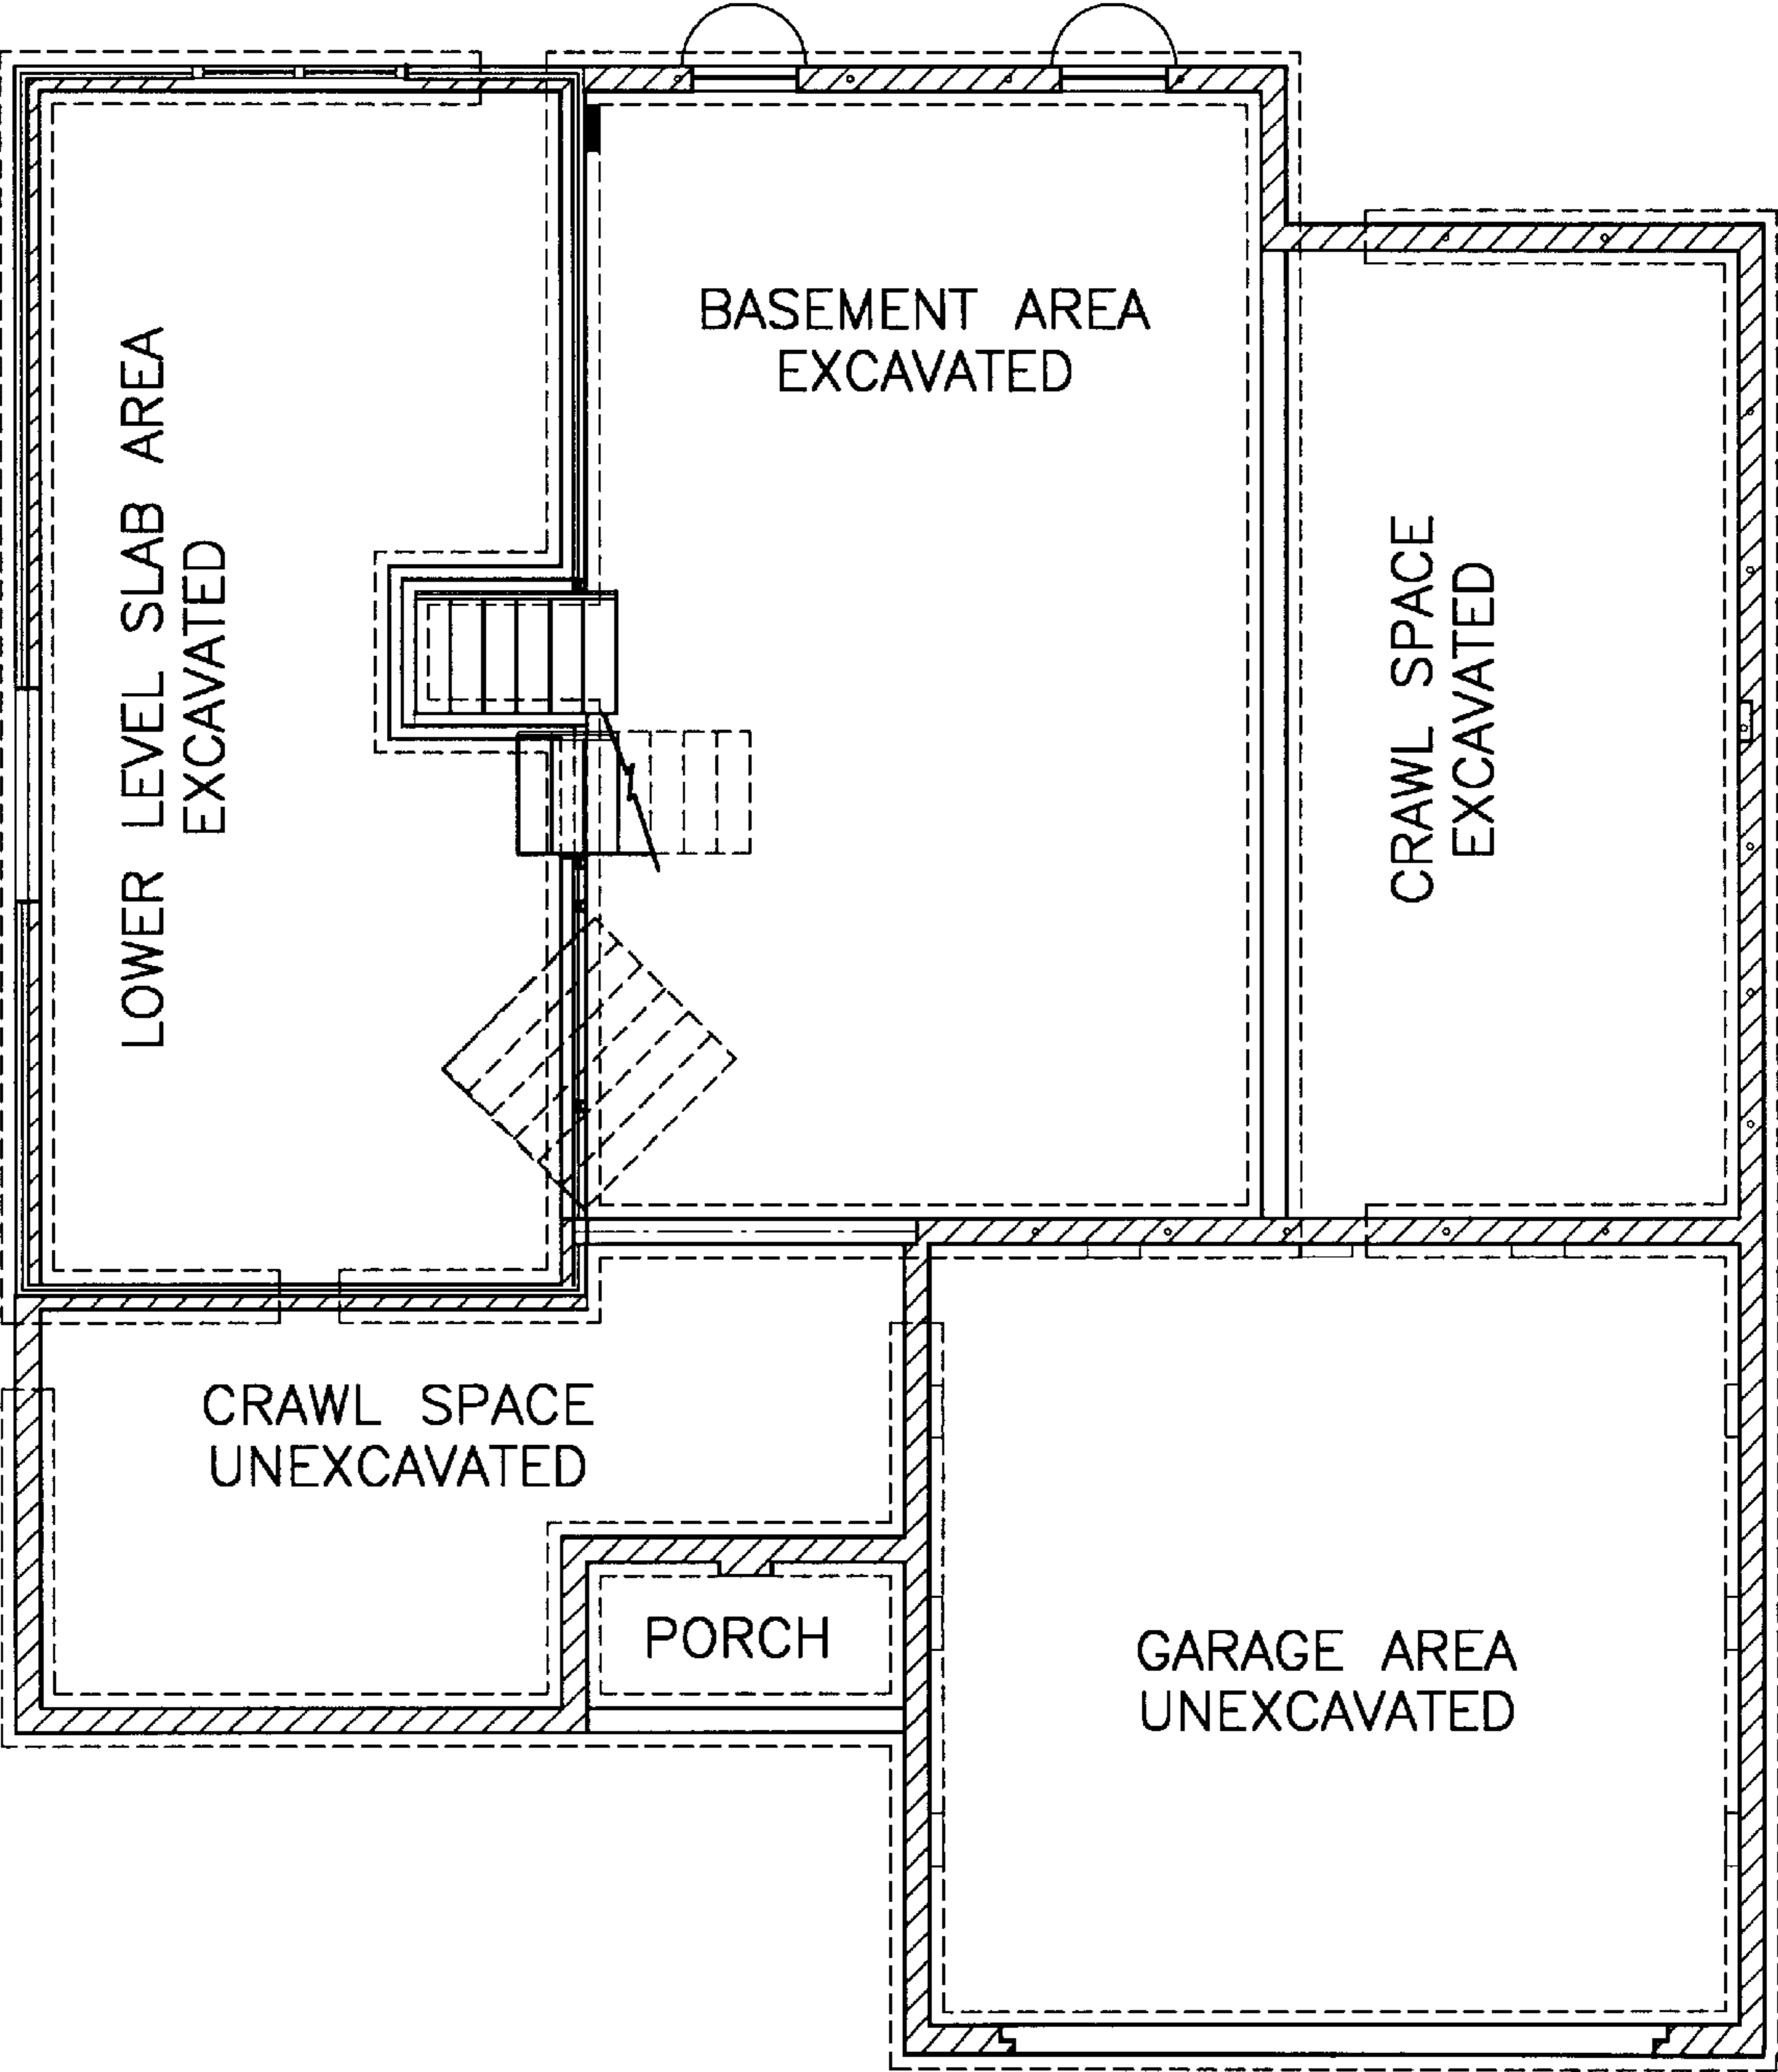 BASEMENT AREA
EXCAVATED
LOWER LEVEL SLAB AREA
EXCAVATED
CRAWL SPACE
EXCAVATED
CRAWL SPACE
UNEXCAVATED
PORCH
GARAGE AREA
UNEXCAVATED